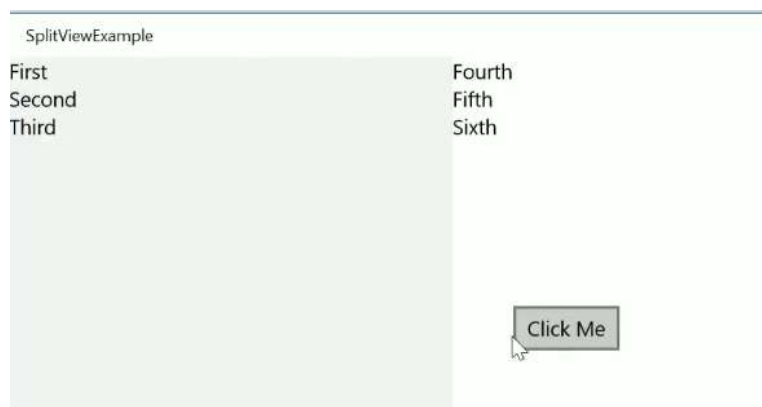 SplitViewExample
First
Second
Third
Fourth
Fifth
Sixth
Click Me